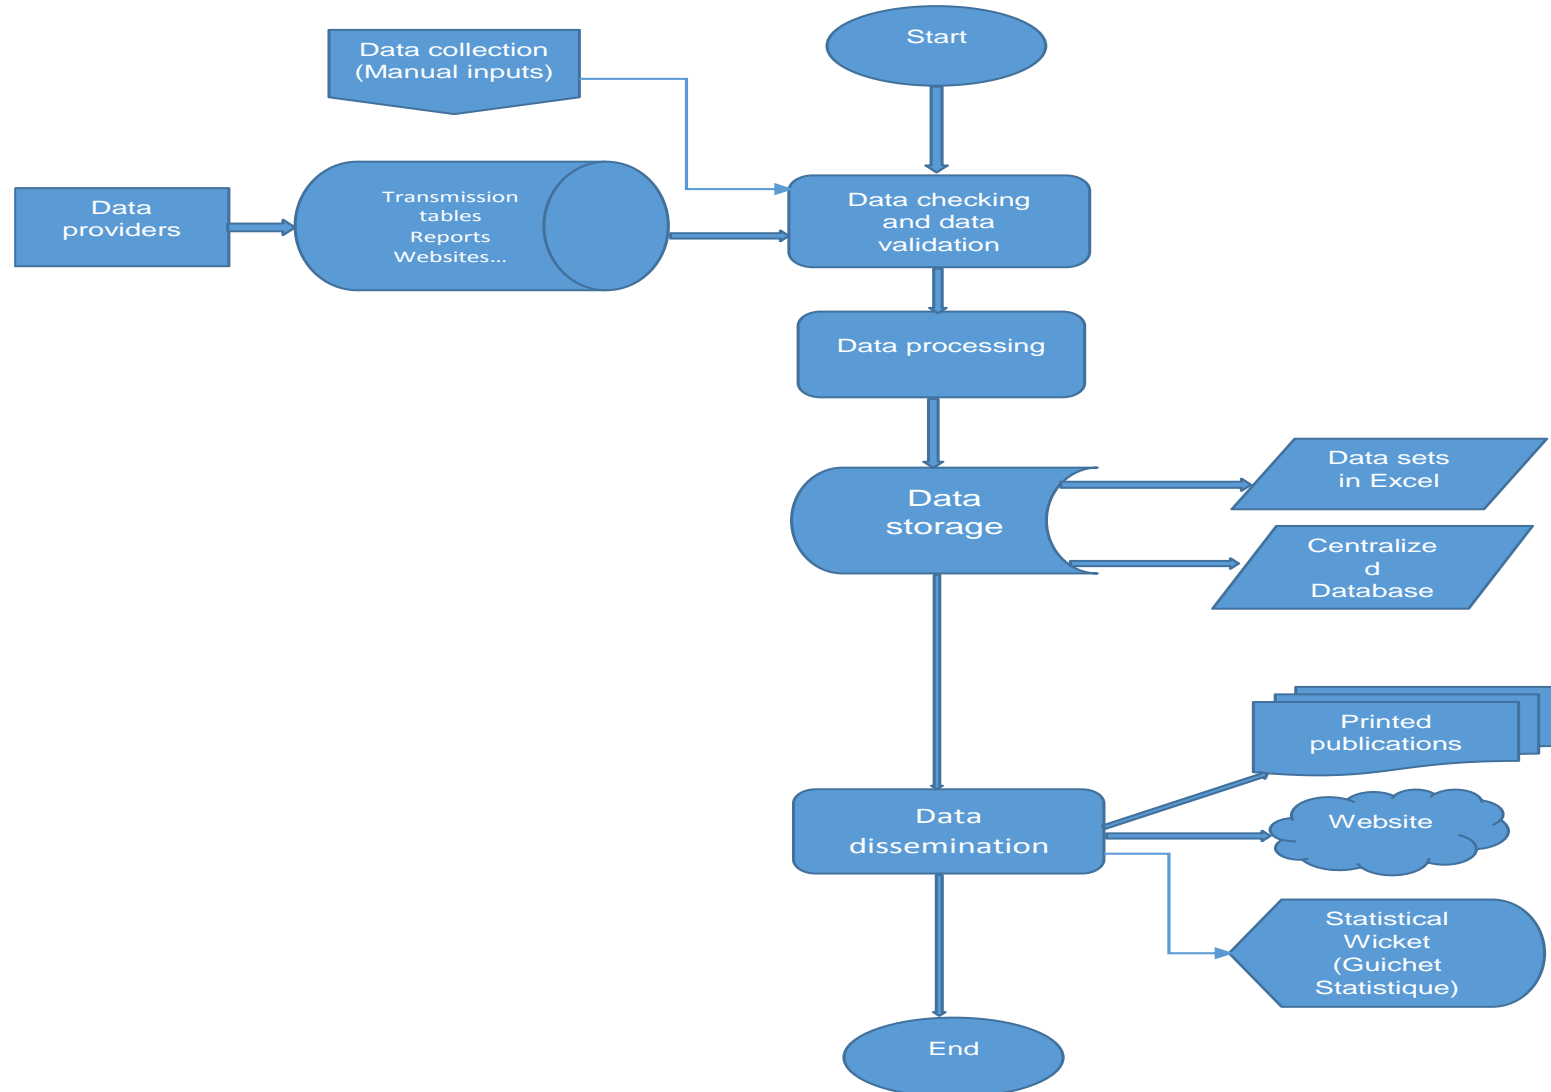 Start
Data collection
(Manual inputs)
Data
providers
Transmission
tables
Reports
Websites...
Data checking
and data
validation
Data processing
Data
storage
Data sets
in Excel
Centralize
d
Database
Printed
publications
Data
dissemination
Website
Statistical
Wicket
(Guichet
Statistique)
End